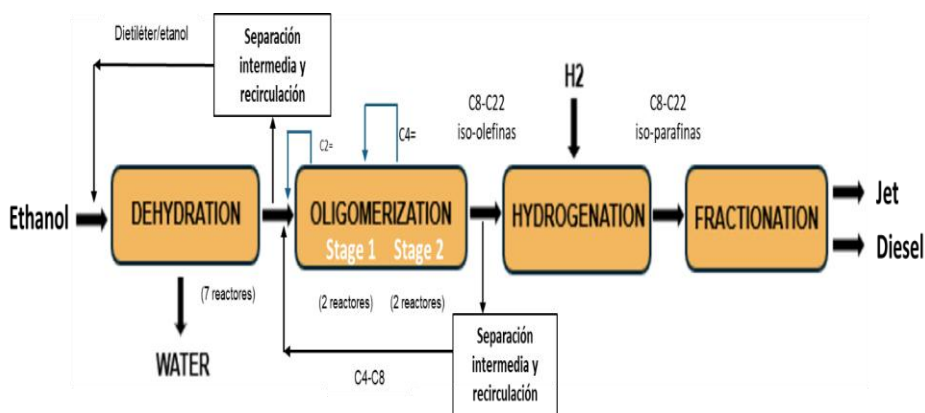 Dietiléter/etanol
Separación
intermedia y
recirculación
H2
C8-C22
iso-olefinas
C8-C22
iso-parafinas
C2=
C4=
Ethanol
DEHYDRATION
OLIGOMERIZATION
Stage 1
Stage 2
HYDROGENATION
FRACTIONATION
Jet
Diesel
(7 reactores)
(2 reactores)
(2 reactores)
WATER
C4-C8
Separación
intermedia y
recirculación